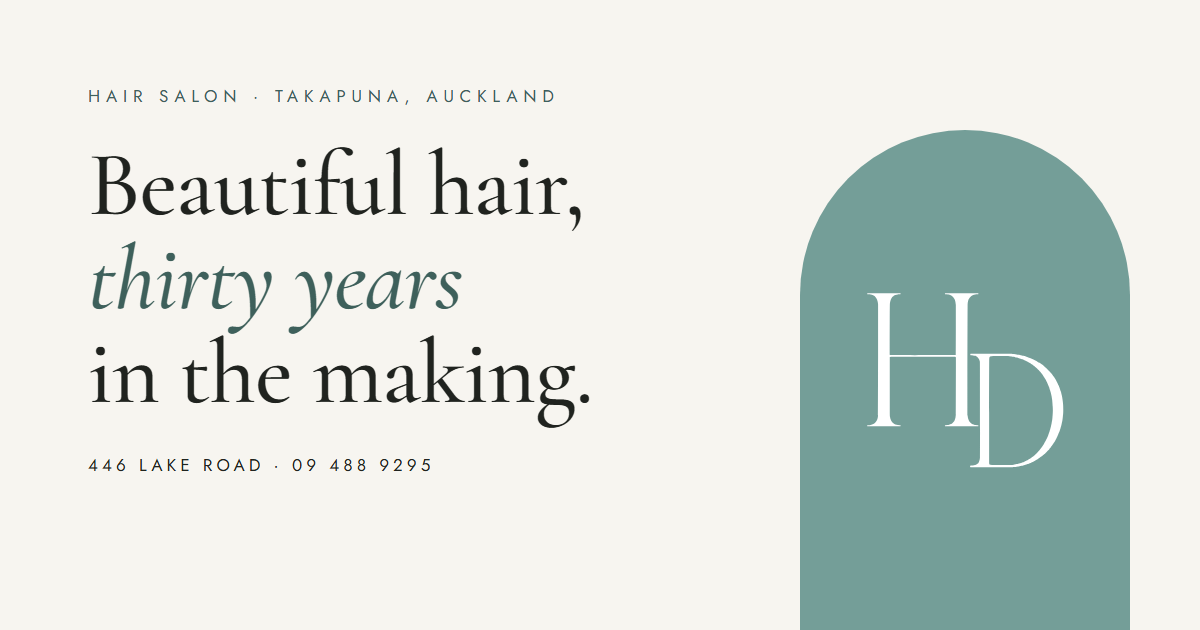 HAIR SALON · TAKAPUNA, AUCKLAND
Beautiful hair,
thirty years
in the making.
446 LAKE ROAD · 09 488 9295
HD